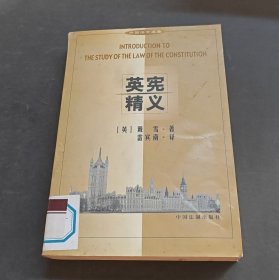 INTRODUCTION TO
THE STUDY OF THE LAW OF THE CONSTITUTION
英宪
精义
[英] 戴 雪·著
雷宾南·译
中国法制出版社